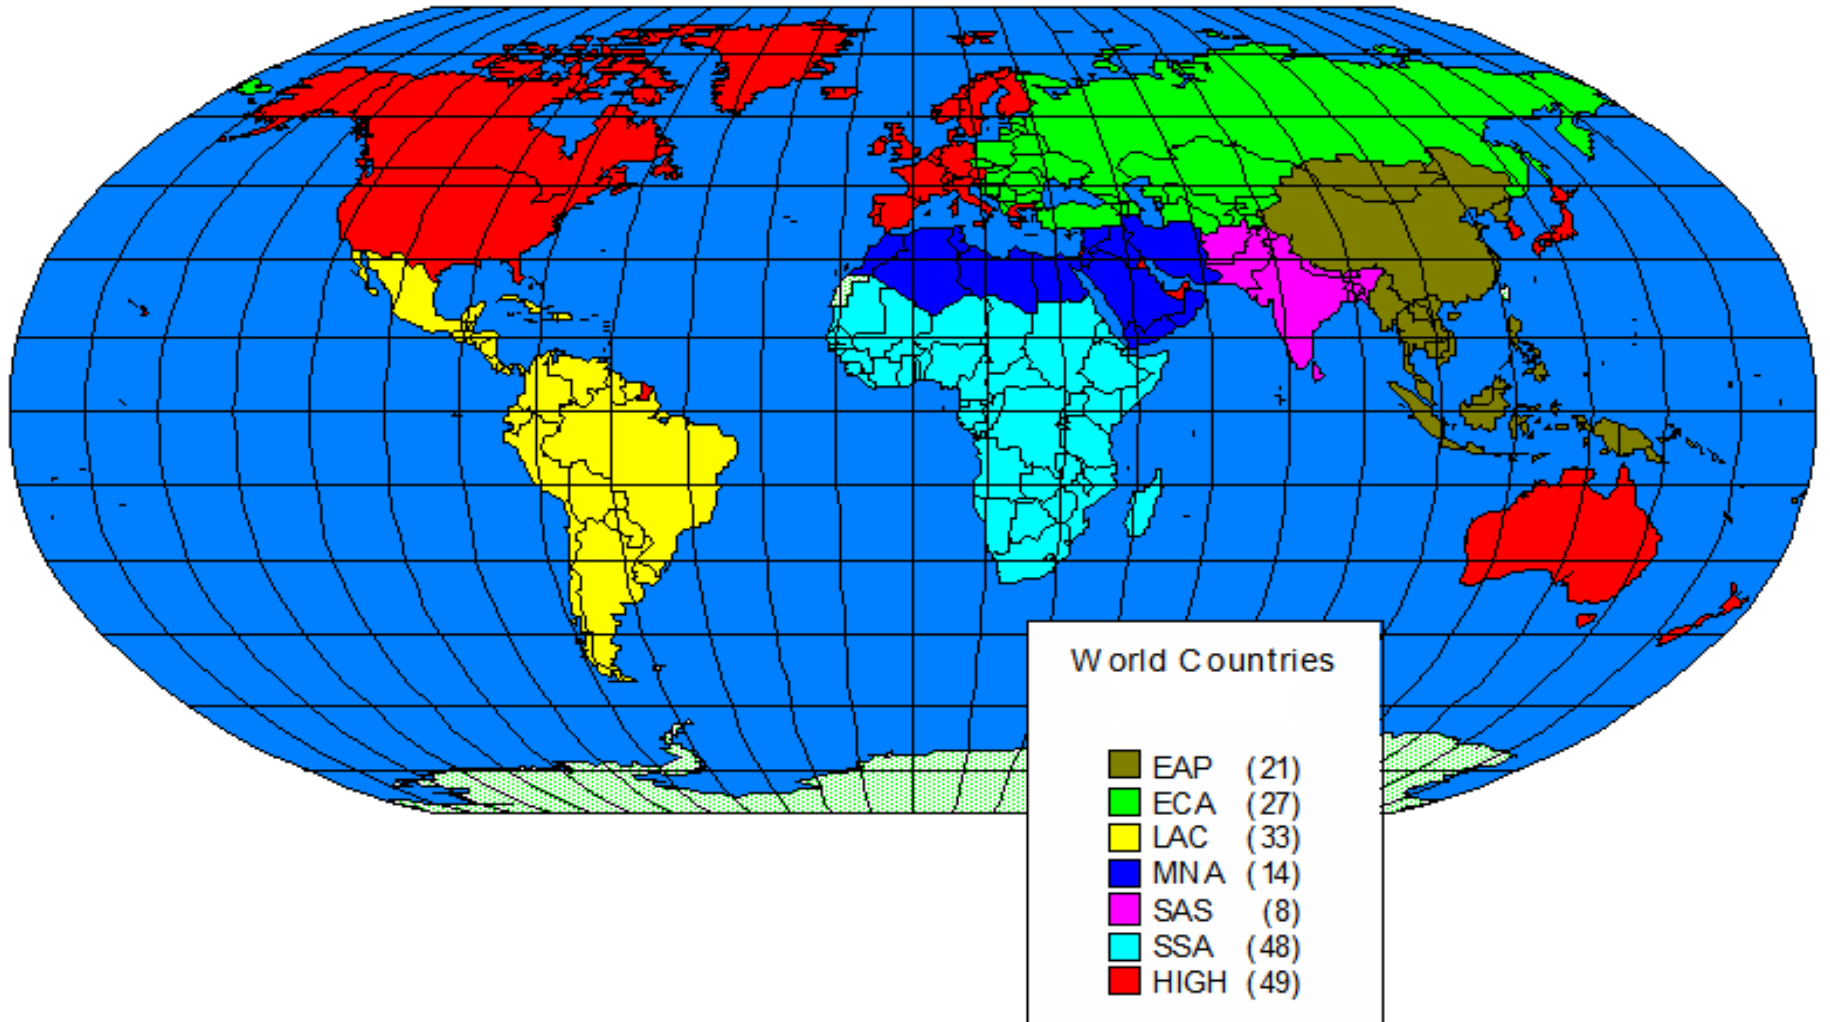 World Countries
EAP (21)
ECA (27)
LAC (33)
MNA (14)
SAS (8)
SSA (48)
HIGH (49)